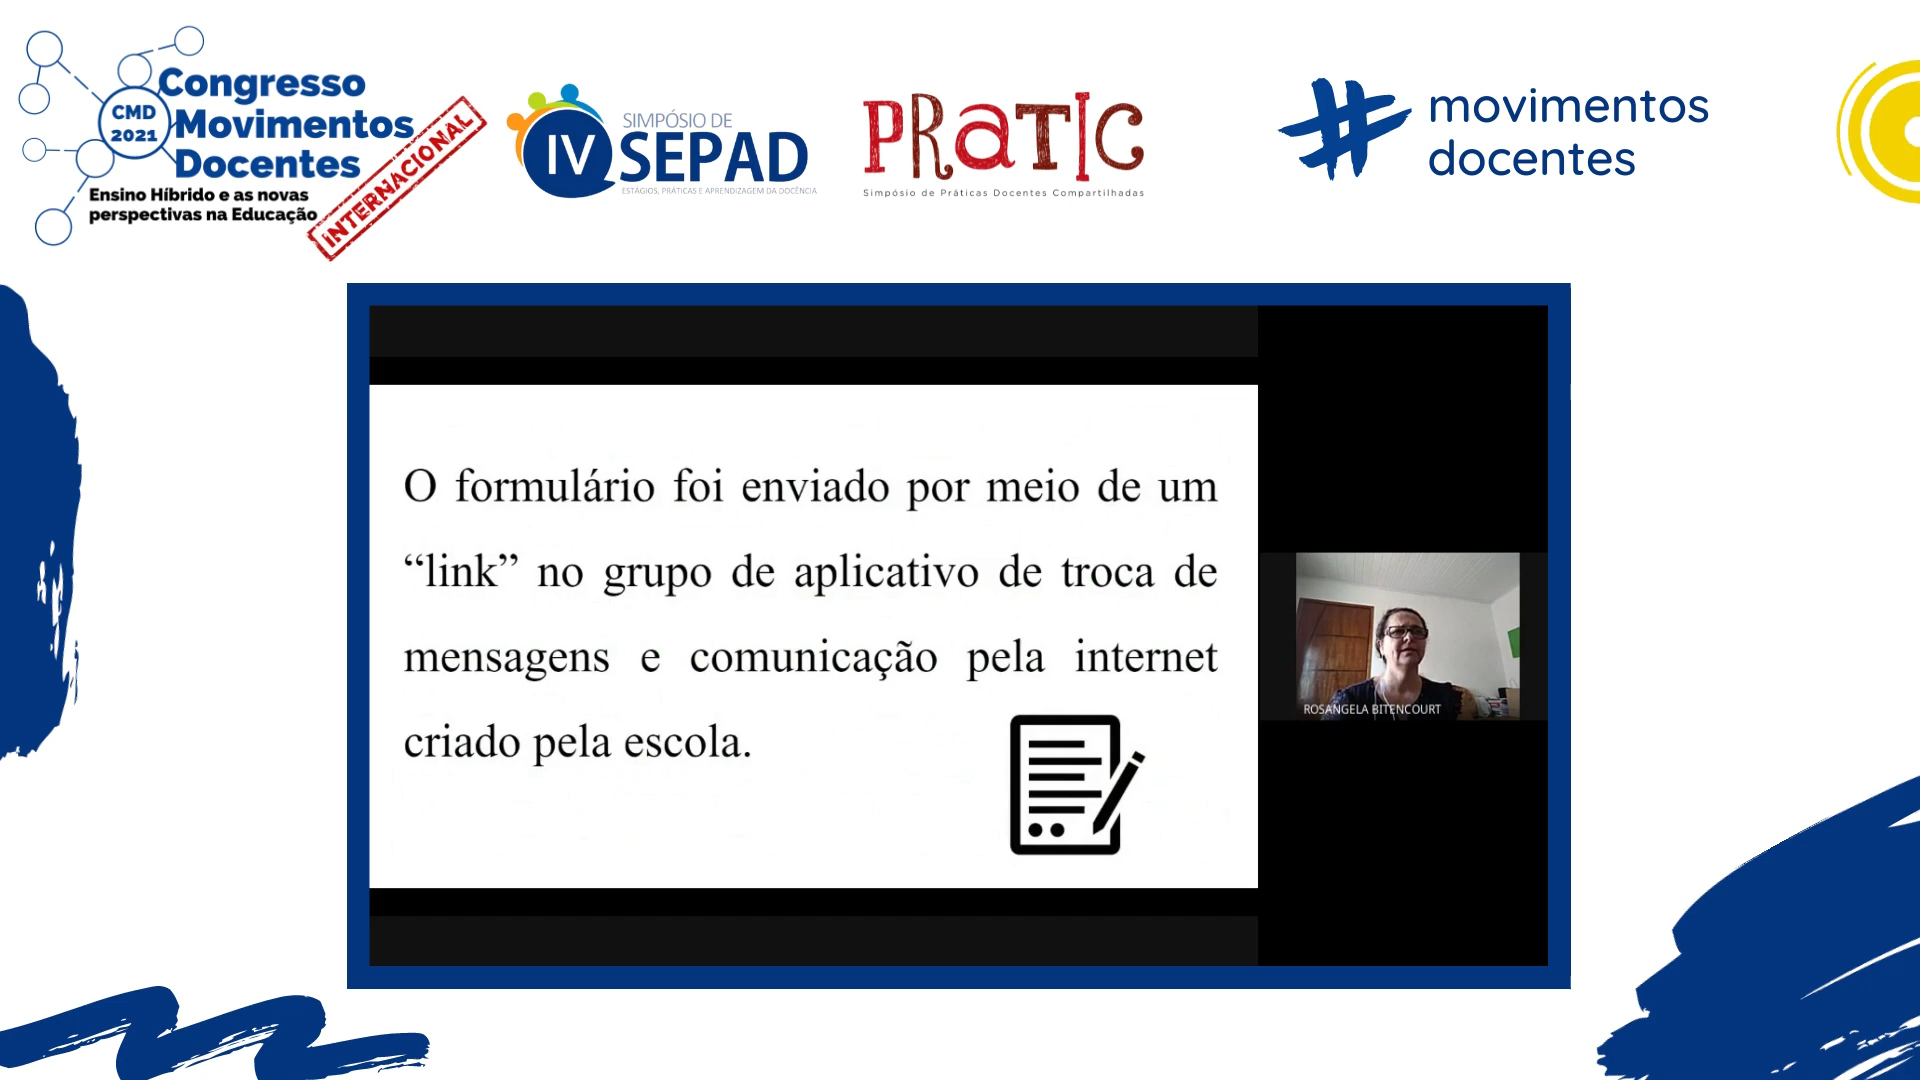 Congresso
CMD
2021
Movimentos
Docentes
Ensino Híbrido e as novas
perspectivas na Educação
INTERNACIONAL
SIMPÓSIO DE
IV SEPAD
ESTÁGIOS, PRÁTICAS E APRENDIZAGEM DA DOCÊNCIA
PRATIC
Simpósio de Práticas Docentes Compartilhadas
# movimentos
docentes
O formulário foi enviado por meio de um
“link” no grupo de aplicativo de troca de
mensagens e comunicação pela internet
criado pela escola.
ROSANGELA BITENCOURT